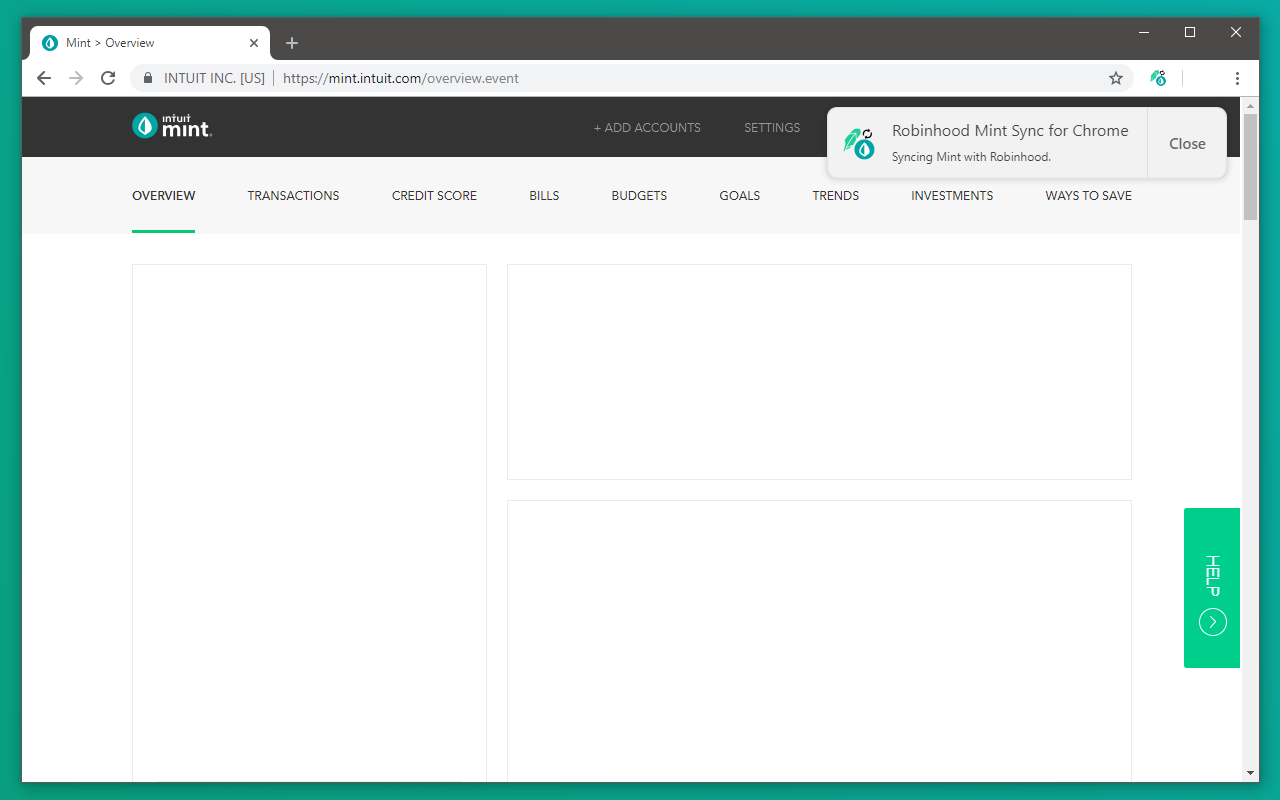 Mint > Overview
INTUIT INC. [US] https://mint.intuit.com/overview.event
intuit
mint.
+ ADD ACCOUNTS SETTINGS
Robinhood Mint Sync for Chrome
Syncing Mint with Robinhood.
Close
OVERVIEW TRANSACTIONS CREDIT SCORE BILLS BUDGETS GOALS TRENDS INVESTMENTS WAYS TO SAVE
HELP